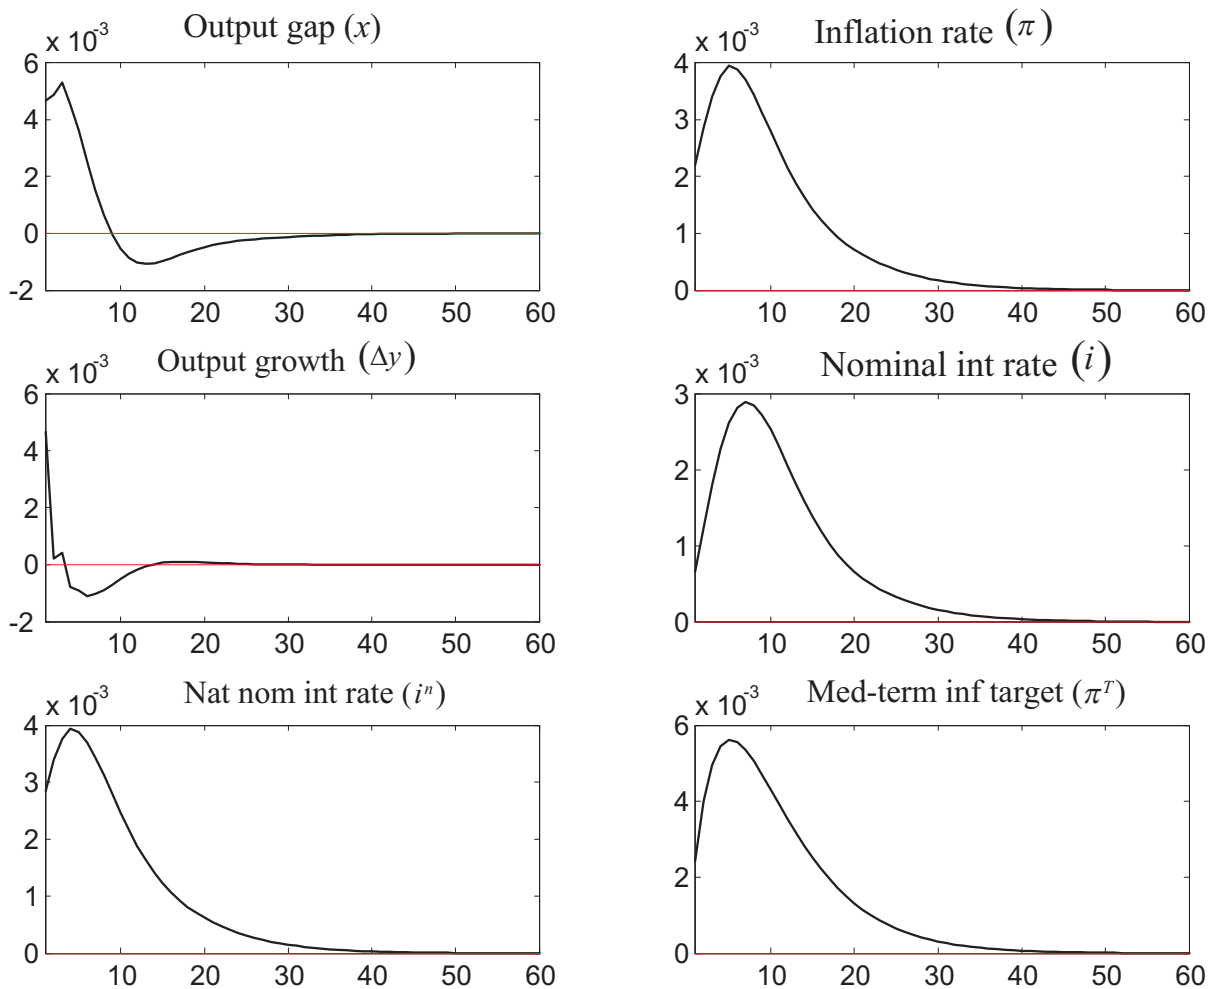 Output gap (x)
x 10-3
6
4
2
0
-2
10 20 30 40 50 60
Inflation rate (π)
x 10-3
4
3
2
1
0
10 20 30 40 50 60
Output growth (Δy)
x 10-3
6
4
2
0
-2
10 20 30 40 50 60
Nominal int rate (i)
x 10-3
3
2
1
0
10 20 30 40 50 60
Nat nom int rate (iⁿ)
x 10-3
4
3
2
1
0
10 20 30 40 50 60
Med-term inf target (πᵀ)
x 10-3
6
4
2
0
10 20 30 40 50 60